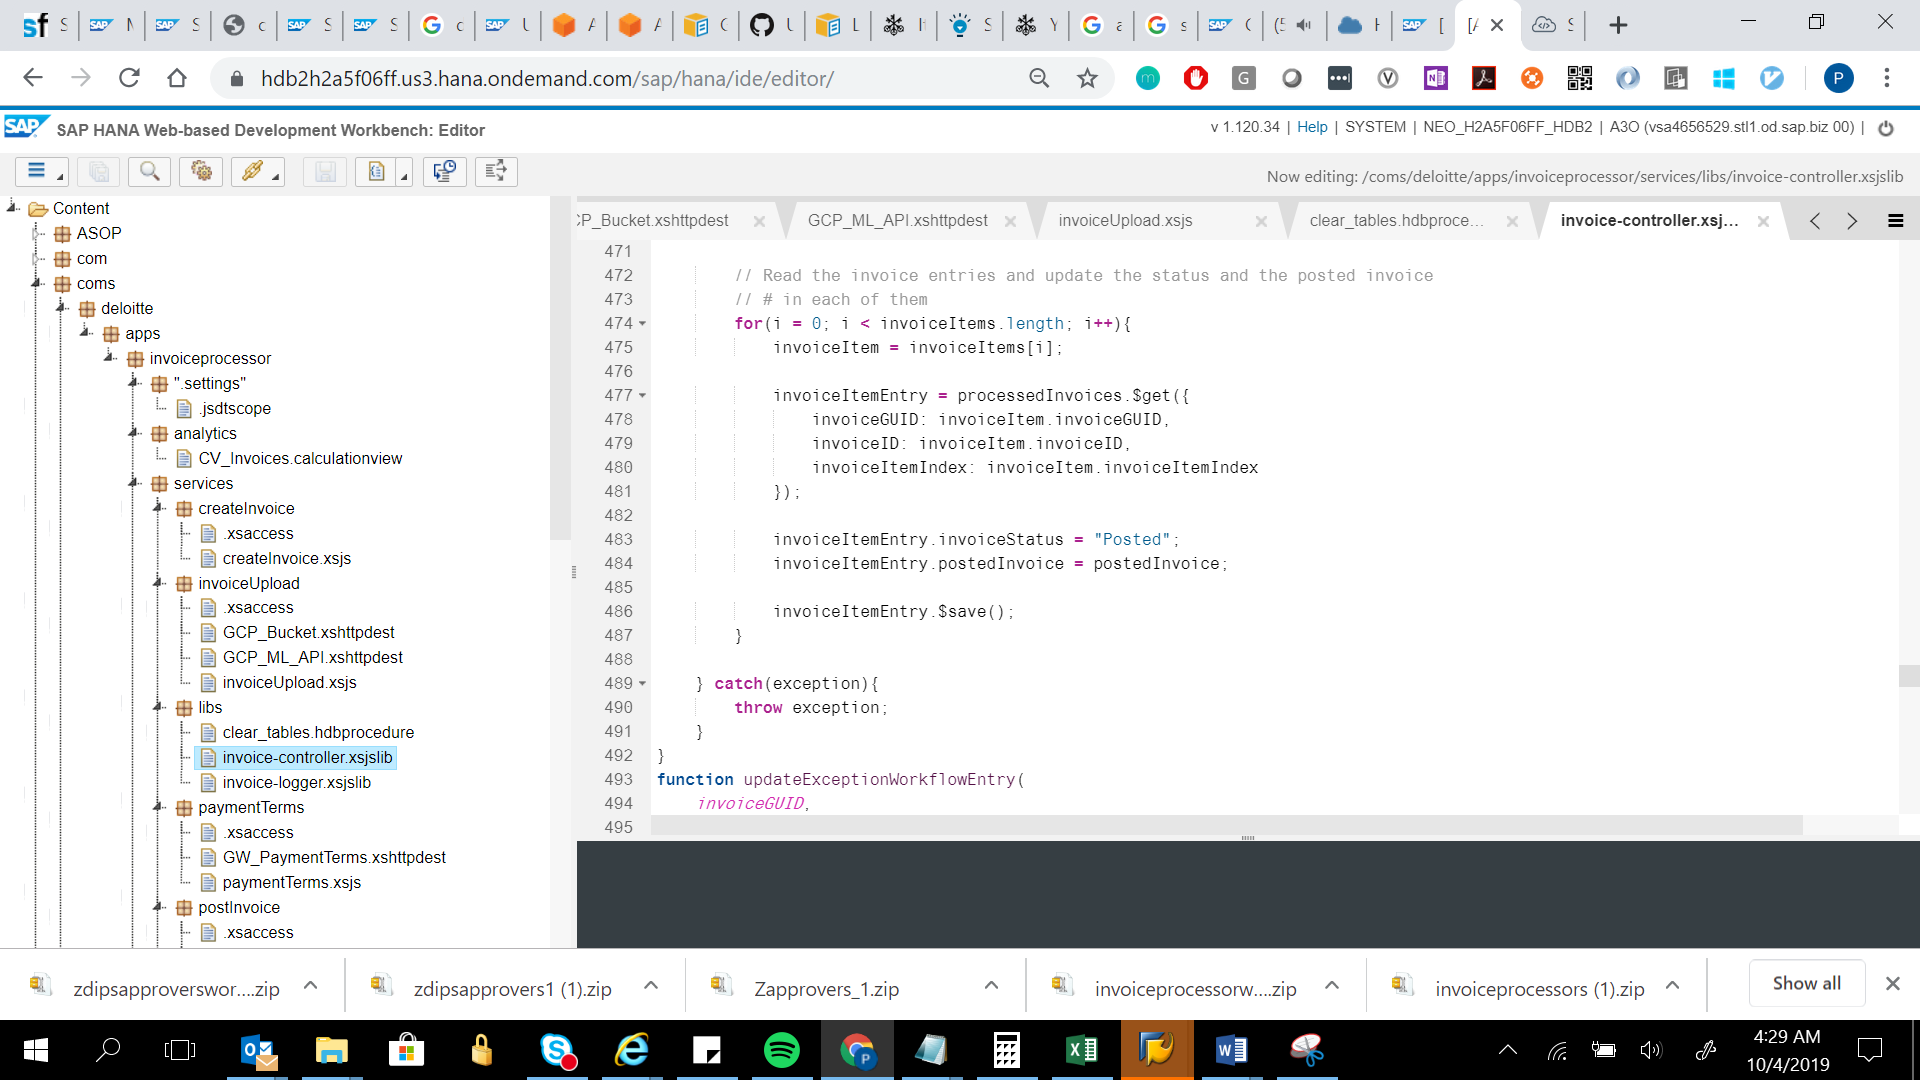 hdb2h2a5f06ff.us3.hana.ondemand.com/sap/hana/ide/editor/
SAP
SAP HANA Web-based Development Workbench: Editor
v 1.120.34 | Help | SYSTEM | NEO_H2A5F06FF_HDB2 | A3O (vsa4656529.stl1.od.sap.biz 00) |
Now editing: /coms/deloitte/apps/invoiceprocessor/services/libs/invoice-controller.xsjslib
Content
ASOP
com
coms
deloitte
apps
invoiceprocessor
".settings"
.jsdtscope
analytics
CV_Invoices.calculationview
services
createInvoice
.xsaccess
createInvoice.xsjs
invoiceUpload
.xsaccess
GCP_Bucket.xshttpdest
GCP_ML_API.xshttpdest
invoiceUpload.xsjs
libs
clear_tables.hdbprocedure
invoice-controller.xsjslib
invoice-logger.xsjslib
paymentTerms
.xsaccess
GW_PaymentTerms.xshttpdest
paymentTerms.xsjs
postInvoice
.xsaccess
CP_Bucket.xshttpdest
GCP_ML_API.xshttpdest
invoiceUpload.xsjs
clear_tables.hdbproce...
invoice-controller.xsj...
471
472 // Read the invoice entries and update the status and the posted invoice
473 // # in each of them
474 for(i = 0; i < invoiceItems.length; i++){
475 invoiceItem = invoiceItems[i];
476
477 invoiceItemEntry = processedInvoices.$get({
478 invoiceGUID: invoiceItem.invoiceGUID,
479 invoiceID: invoiceItem.invoiceID,
480 invoiceItemIndex: invoiceItem.invoiceItemIndex
481 });
482
483 invoiceItemEntry.invoiceStatus = "Posted";
484 invoiceItemEntry.postedInvoice = postedInvoice;
485
486 invoiceItemEntry.$save();
487 }
488
489 } catch(exception){
490 throw exception;
491 }
492 }
493 function updateExceptionWorkflowEntry(
494 invoiceGUID,
495
zdipsapproverswor....zip
zdipsapprovers1 (1).zip
Zapprovers_1.zip
invoiceprocessorw....zip
invoiceprocessors (1).zip
Show all
4:29 AM
10/4/2019